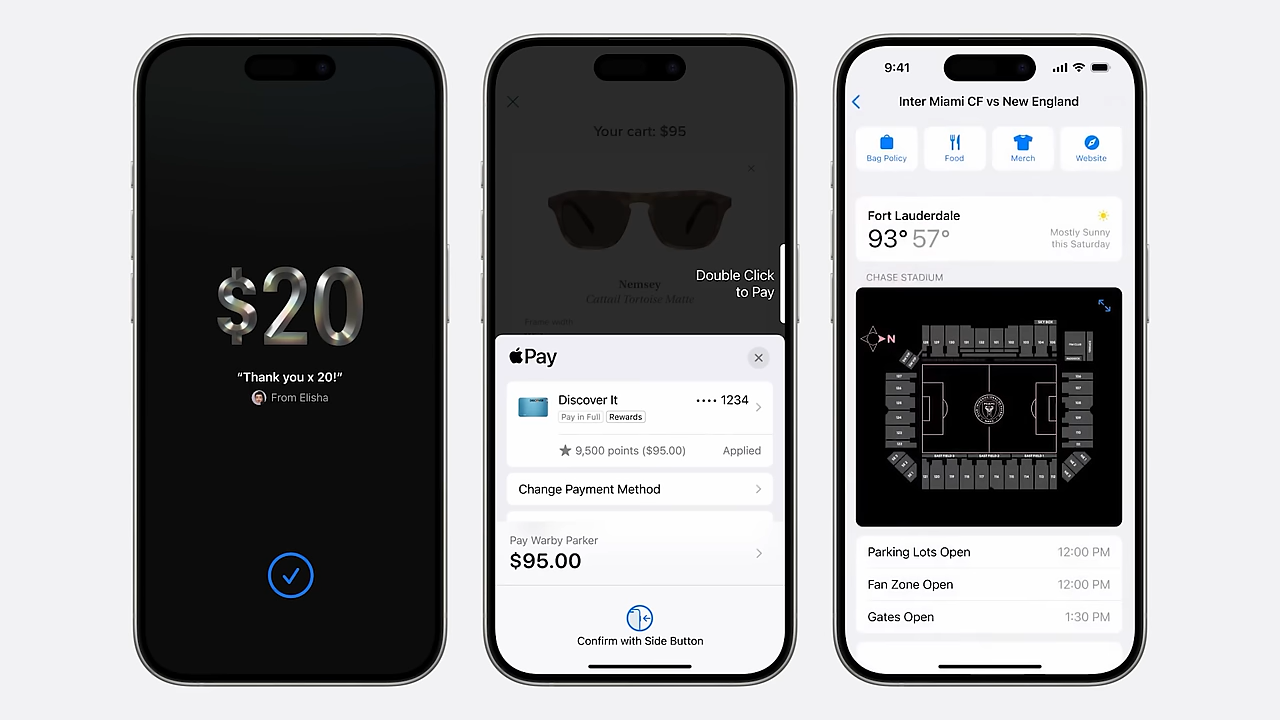 $20
“Thank you x 20!”
From Elisha
Your cart: $95
Double Click
to Pay
Nemsey
Cattail Tortoise Matte
Frame width
Pay
Discover It
•••• 1234
Pay in Full
Rewards
9,500 points ($95.00)
Applied
Change Payment Method
Pay Warby Parker
$95.00
Confirm with Side Button
9:41
Inter Miami CF vs New England
Bag Policy
Food
Merch
Website
Fort Lauderdale
93° 57°
Mostly Sunny
this Saturday
CHASE STADIUM
N
Parking Lots Open
12:00 PM
Fan Zone Open
12:00 PM
Gates Open
1:30 PM